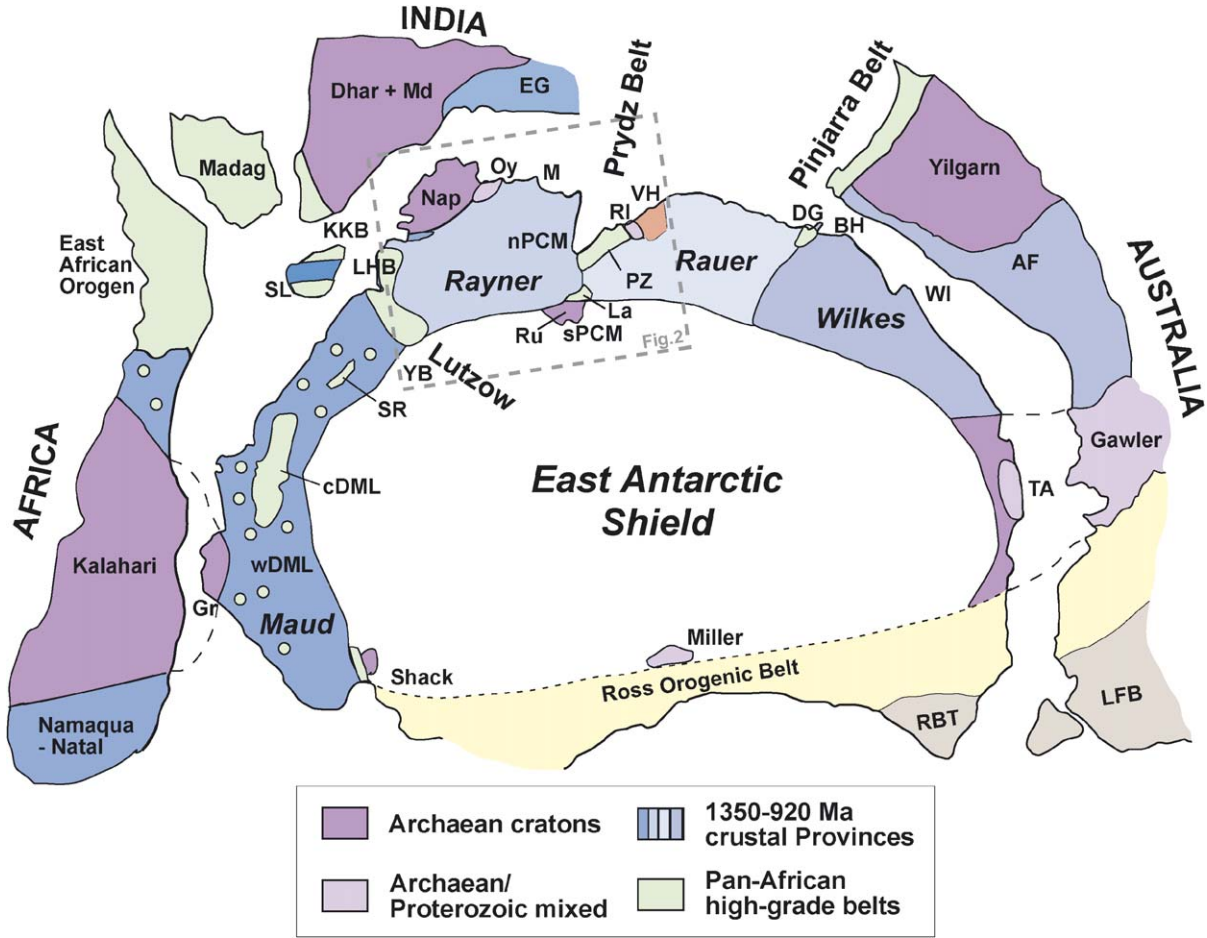 INDIA
Dhar + Md
EG
Prydz Belt
Pinjarra Belt
Yilgarn
Madag
Nap
Oy
M
VH
RI
DG
BH
KKB
nPCM
East
African
Orogen
LHB
SL
Rayner
PZ
Rauer
AF
AUSTRALIA
WI
La
Ru
sPCM
Fig.2
Wilkes
YB
Lutzow
SR
AFRICA
Gawler
cDML
East Antarctic
Shield
TA
Kalahari
wDML
Gr
Maud
Miller
Shack
Ross Orogenic Belt
RBT
LFB
Namaqua
- Natal
Archaean cratons
1350-920 Ma
crustal Provinces
Archaean/
Proterozoic mixed
Pan-African
high-grade belts